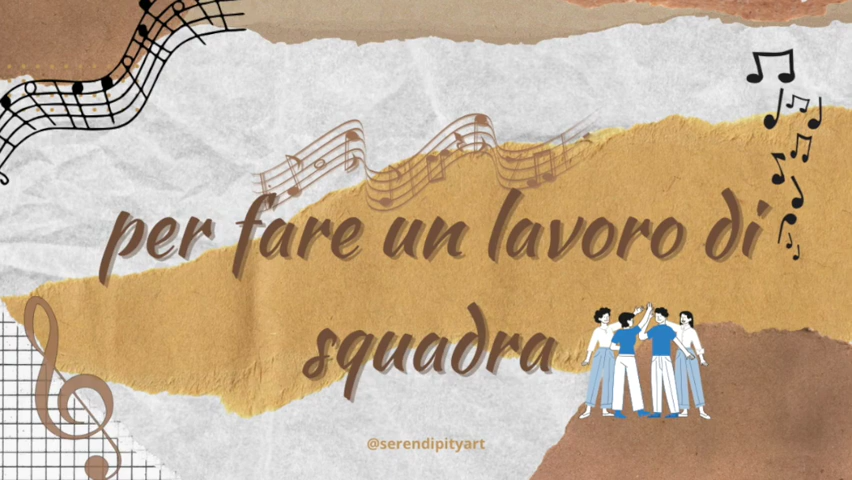 per fare un lavoro di
squadra
@serendipityart